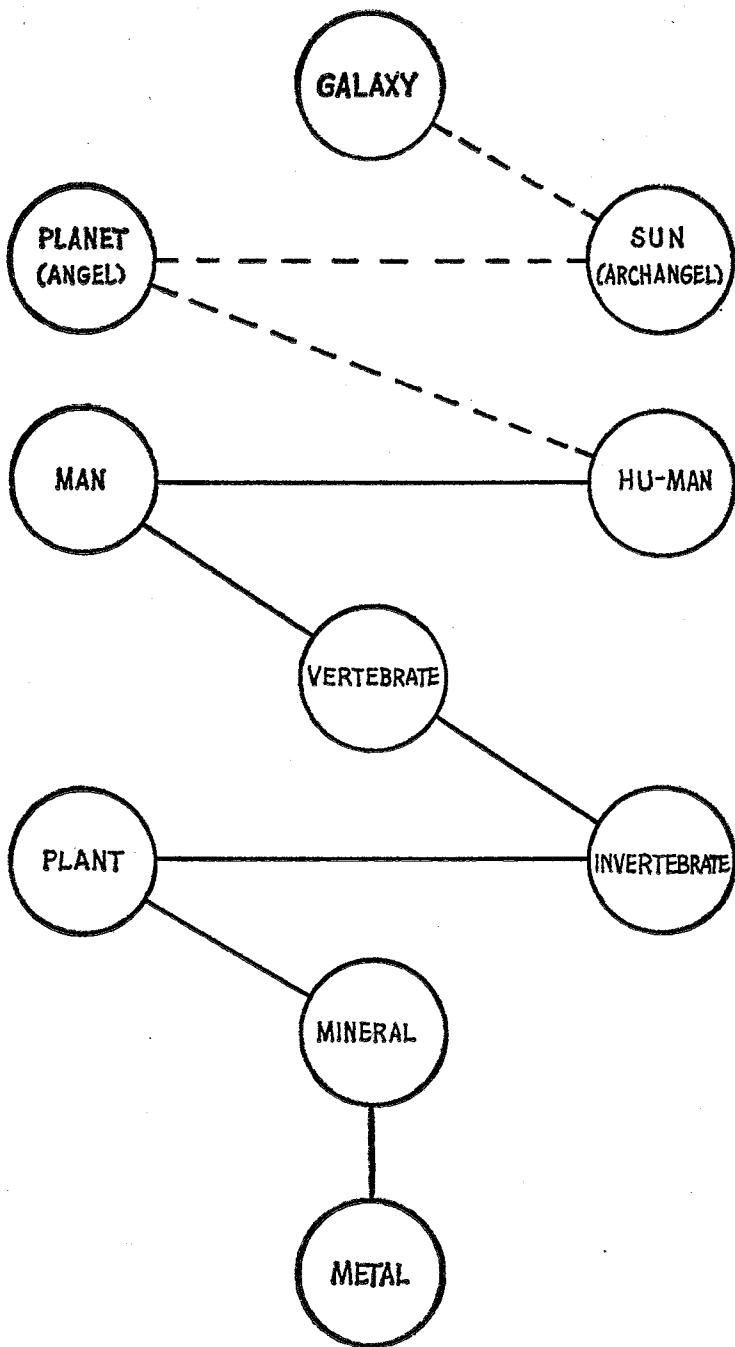 GALAXY
PLANET
(ANGEL)
SUN
(ARCHANGEL)
MAN
HU-MAN
VERTEBRATE
PLANT
INVERTEBRATE
MINERAL
METAL